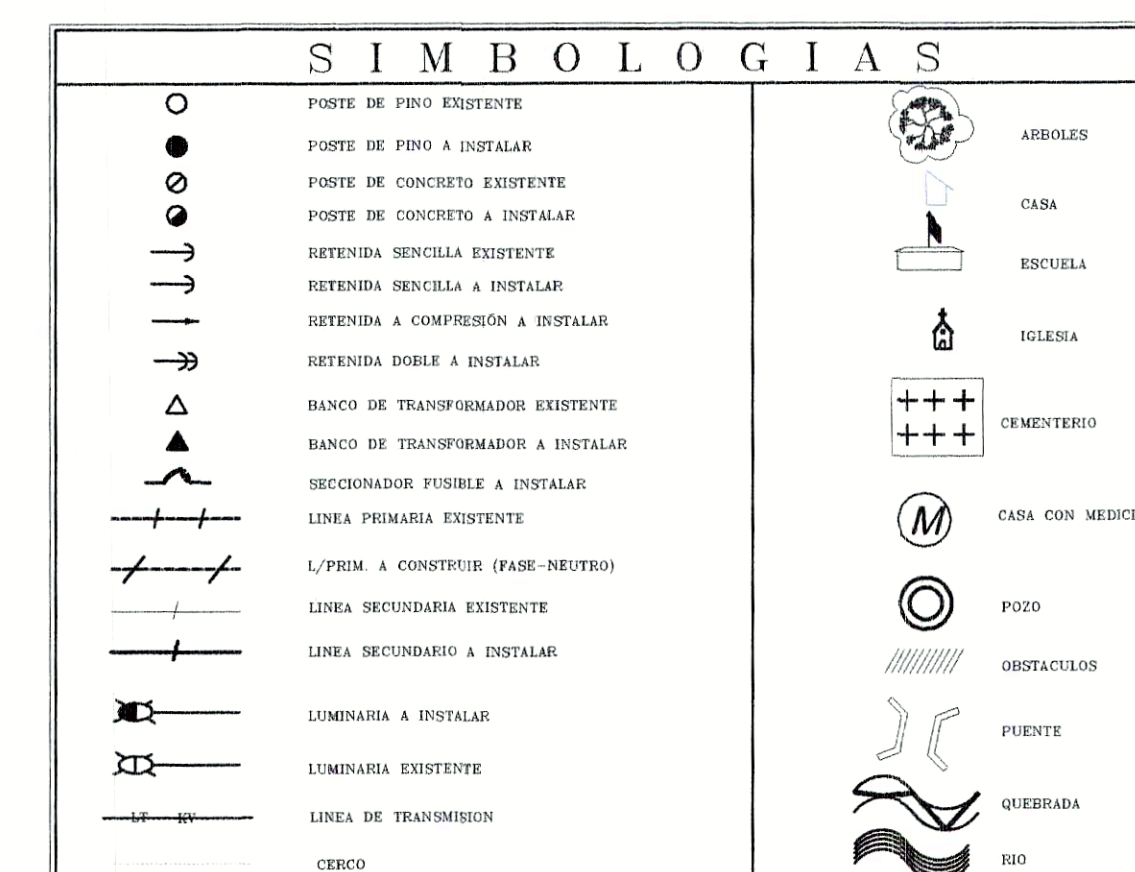 SIMBOLOGIAS
POSTE DE PINO EXISTENTE
POSTE DE PINO A INSTALAR
POSTE DE CONCRETO EXISTENTE
POSTE DE CONCRETO A INSTALAR
RETENIDA SENCILLA EXISTENTE
RETENIDA SENCILLA A INSTALAR
RETENIDA A COMPRESIÓN A INSTALAR
RETENIDA DOBLE A INSTALAR
BANCO DE TRANSFORMADOR EXISTENTE
BANCO DE TRANSFORMADOR A INSTALAR
SECCIONADOR FUSIBLE A INSTALAR
LINEA PRIMARIA EXISTENTE
L/PRIM. A CONSTRUIR (FASE-NEUTRO)
LINEA SECUNDARIA EXISTENTE
LINEA SECUNDARIO A INSTALAR
LUMINARIA A INSTALAR
LUMINARIA EXISTENTE
LT KV LINEA DE TRANSMISION
CERCO
ARBOLES
CASA
ESCUELA
IGLESIA
CEMENTERIO
M CASA CON MEDICI
POZO
OBSTACULOS
PUENTE
QUEBRADA
RIO